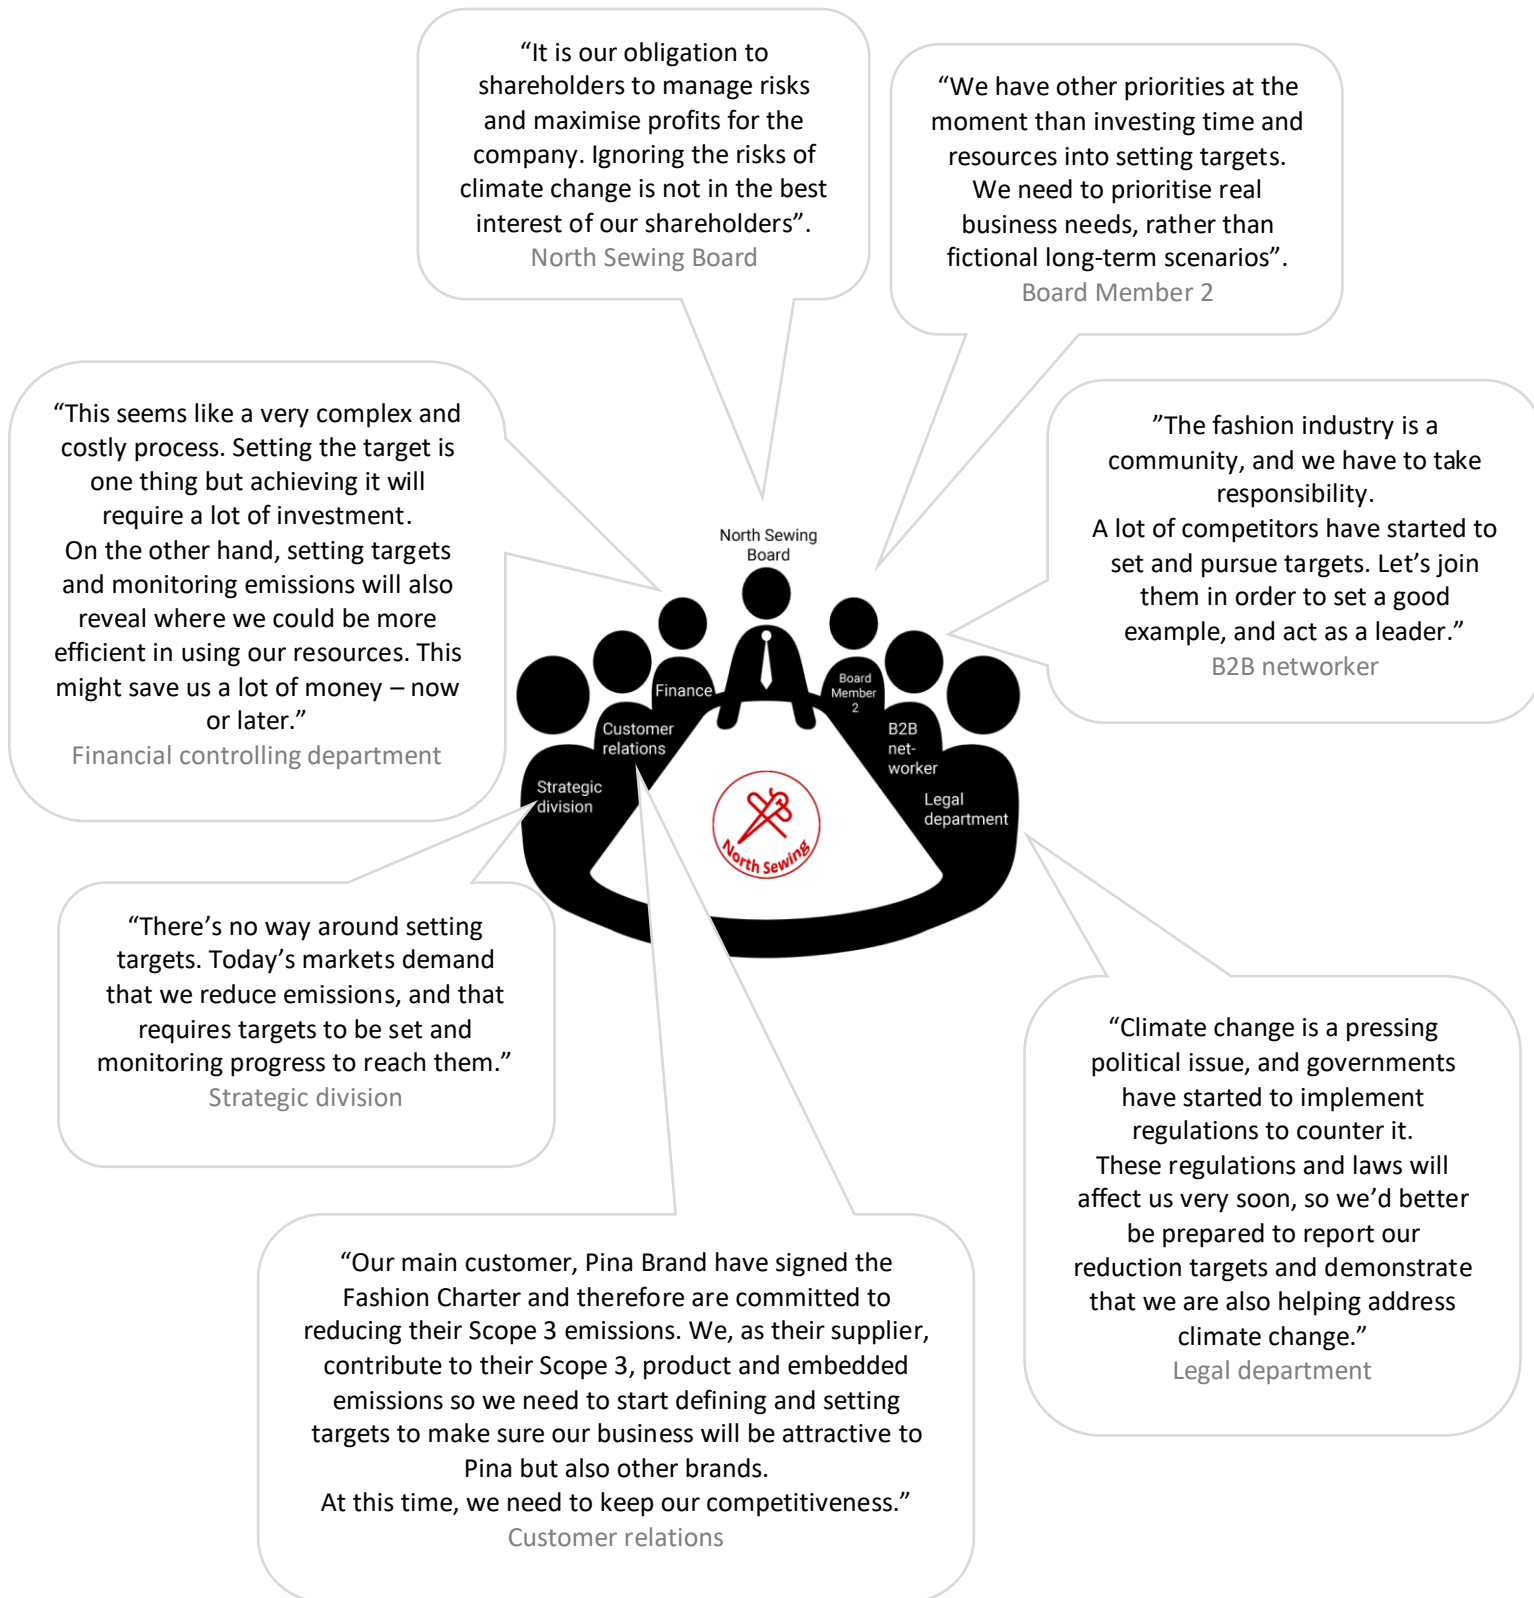 “It is our obligation to
shareholders to manage risks
and maximise profits for the
company. Ignoring the risks of
climate change is not in the best
interest of our shareholders”.
North Sewing Board
“We have other priorities at the
moment than investing time and
resources into setting targets.
We need to prioritise real
business needs, rather than
fictional long-term scenarios”.
Board Member 2
“This seems like a very complex and
costly process. Setting the target is
one thing but achieving it will
require a lot of investment.
On the other hand, setting targets
and monitoring emissions will also
reveal where we could be more
efficient in using our resources. This
might save us a lot of money – now
or later.”
Financial controlling department
”The fashion industry is a
community, and we have to take
responsibility.
A lot of competitors have started to
set and pursue targets. Let’s join
them in order to set a good
example, and act as a leader.”
B2B networker
North Sewing
Board
Finance
Board
Member
2
Customer
relations
B2B
net-
worker
Strategic
division
Legal
department
North Sewing
“There’s no way around setting
targets. Today’s markets demand
that we reduce emissions, and that
requires targets to be set and
monitoring progress to reach them.”
Strategic division
“Climate change is a pressing
political issue, and governments
have started to implement
regulations to counter it.
These regulations and laws will
affect us very soon, so we’d better
be prepared to report our
reduction targets and demonstrate
that we are also helping address
climate change.”
Legal department
“Our main customer, Pina Brand have signed the
Fashion Charter and therefore are committed to
reducing their Scope 3 emissions. We, as their supplier,
contribute to their Scope 3, product and embedded
emissions so we need to start defining and setting
targets to make sure our business will be attractive to
Pina but also other brands.
At this time, we need to keep our competitiveness.”
Customer relations